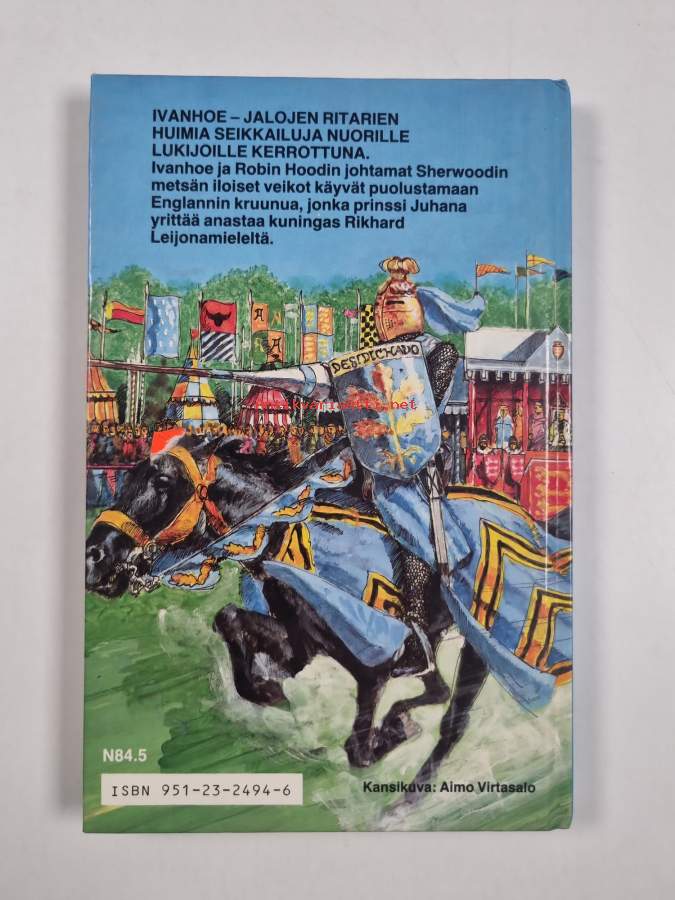 IVANHOE – JALOJEN RITARIEN
HUIMIA SEIKKAILUJA NUORILLE
LUKIJOILLE KERROTTUNA.
Ivanhoe ja Robin Hoodin johtamat Sherwoodin
metsän iloiset veikot käyvät puolustamaan
Englannin kruunua, jonka prinssi Juhana
yrittää anastaa kuningas Rikhard
Leijonamieleltä.
DESDICHADO
N84.5
ISBN 951-23-2494-6
Kansikuva: Aimo Virtasalo